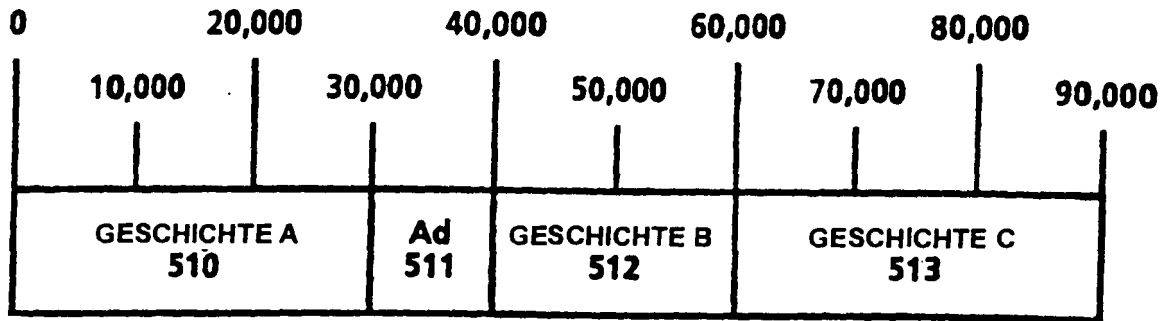 0 20,000 40,000 60,000 80,000
10,000 30,000 50,000 70,000 90,000
GESCHICHTE A Ad GESCHICHTE B GESCHICHTE C
510 511 512 513